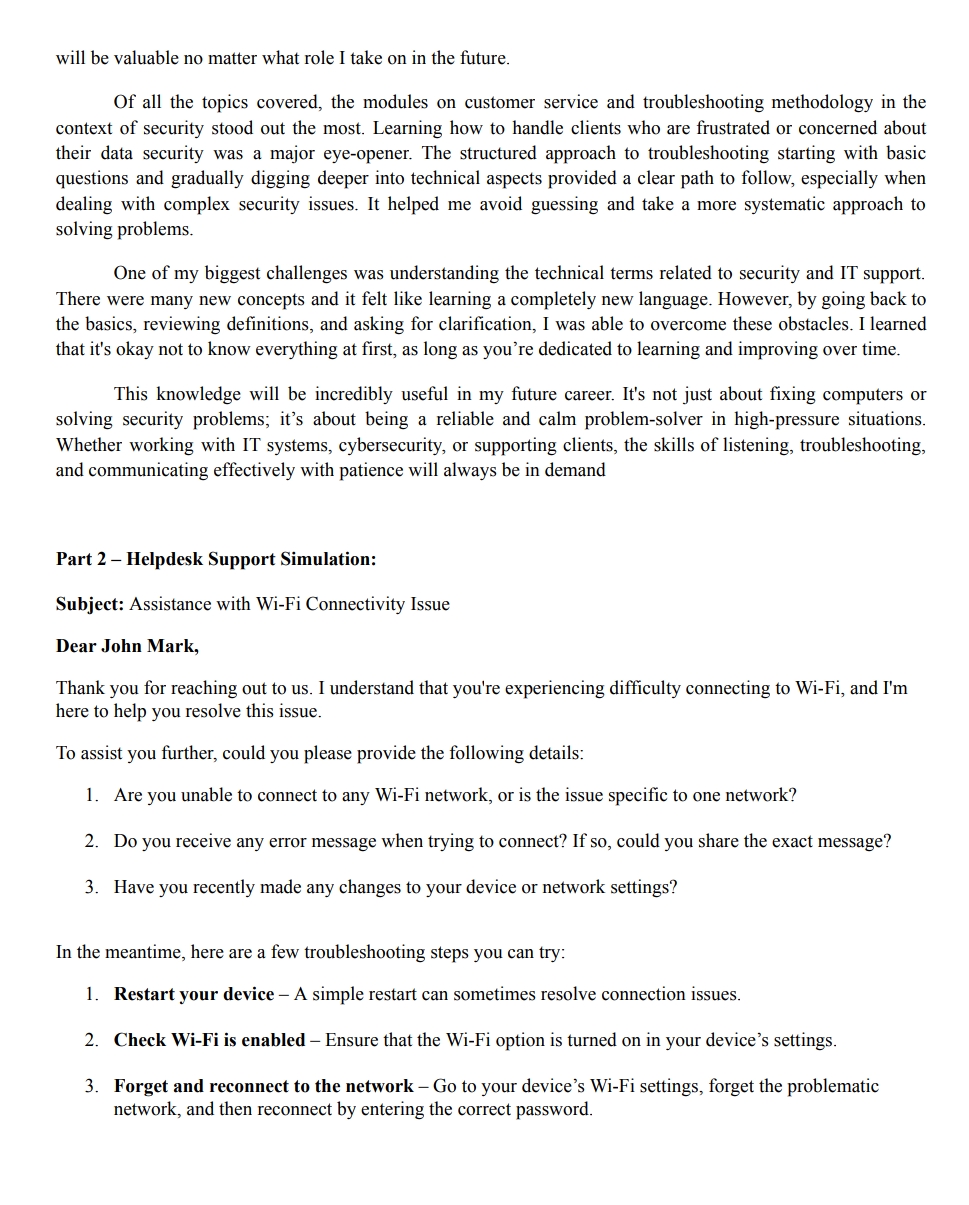 will be valuable no matter what role I take on in the future.
Of all the topics covered, the modules on customer service and troubleshooting methodology in the
context of security stood out the most. Learning how to handle clients who are frustrated or concerned about
their data security was a major eye-opener. The structured approach to troubleshooting starting with basic
questions and gradually digging deeper into technical aspects provided a clear path to follow, especially when
dealing with complex security issues. It helped me avoid guessing and take a more systematic approach to
solving problems.
One of my biggest challenges was understanding the technical terms related to security and IT support.
There were many new concepts and it felt like learning a completely new language. However, by going back to
the basics, reviewing definitions, and asking for clarification, I was able to overcome these obstacles. I learned
that it's okay not to know everything at first, as long as you’re dedicated to learning and improving over time.
This knowledge will be incredibly useful in my future career. It's not just about fixing computers or
solving security problems; it’s about being a reliable and calm problem-solver in high-pressure situations.
Whether working with IT systems, cybersecurity, or supporting clients, the skills of listening, troubleshooting,
and communicating effectively with patience will always be in demand
Part 2 – Helpdesk Support Simulation:
Subject: Assistance with Wi-Fi Connectivity Issue
Dear John Mark,
Thank you for reaching out to us. I understand that you're experiencing difficulty connecting to Wi-Fi, and I'm
here to help you resolve this issue.
To assist you further, could you please provide the following details:
1. Are you unable to connect to any Wi-Fi network, or is the issue specific to one network?
2. Do you receive any error message when trying to connect? If so, could you share the exact message?
3. Have you recently made any changes to your device or network settings?
In the meantime, here are a few troubleshooting steps you can try:
1. Restart your device – A simple restart can sometimes resolve connection issues.
2. Check Wi-Fi is enabled – Ensure that the Wi-Fi option is turned on in your device’s settings.
3. Forget and reconnect to the network – Go to your device’s Wi-Fi settings, forget the problematic
network, and then reconnect by entering the correct password.